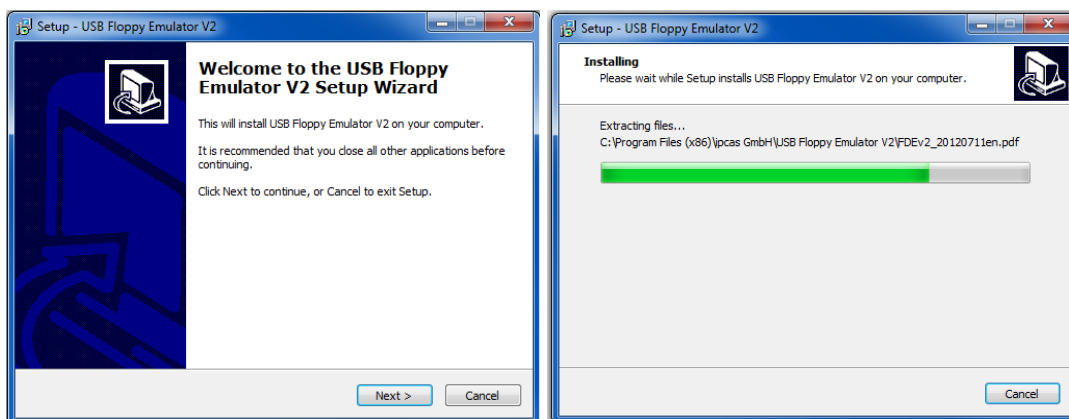 Setup - USB Floppy Emulator V2
Welcome to the USB Floppy
Emulator V2 Setup Wizard
This will install USB Floppy Emulator V2 on your computer.
It is recommended that you close all other applications before
continuing.
Click Next to continue, or Cancel to exit Setup.
Next >
Cancel
Setup - USB Floppy Emulator V2
Installing
Please wait while Setup installs USB Floppy Emulator V2 on your computer.
Extracting files...
C:\Program Files (x86)\ipcas GmbH\USB Floppy Emulator V2\FDEv2_20120711en.pdf
Cancel